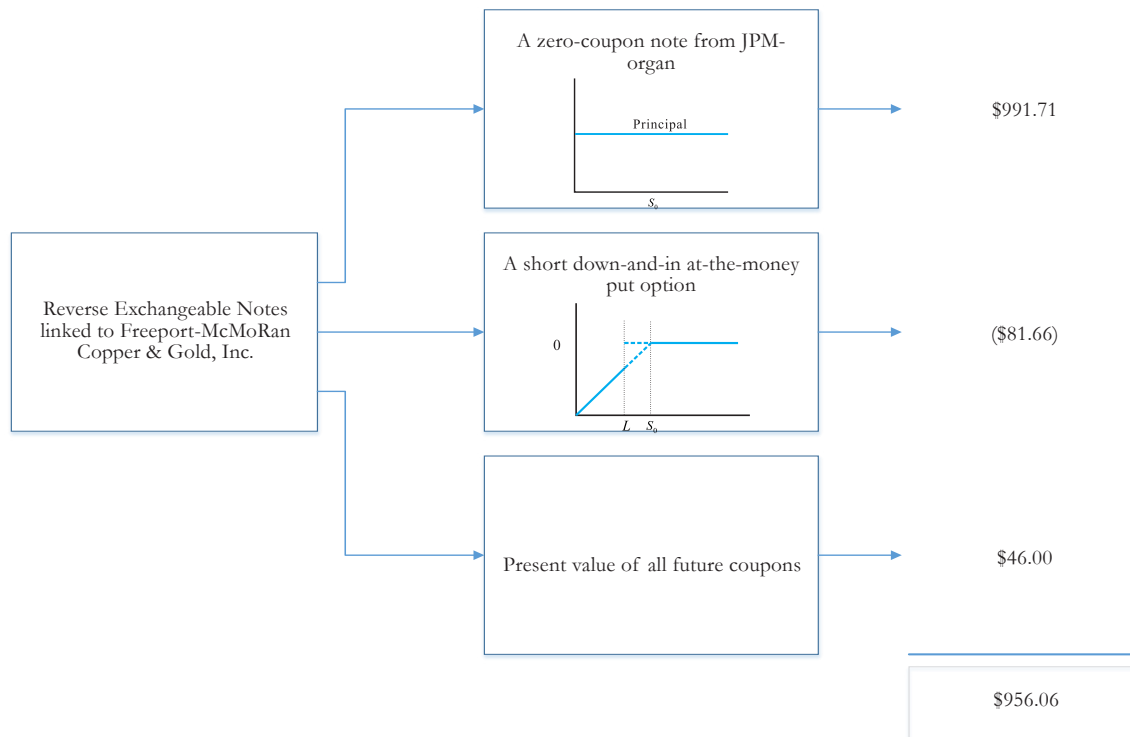 A zero-coupon note from JPM-
organ
Principal
S₀
$991.71
Reverse Exchangeable Notes
linked to Freeport-McMoRan
Copper & Gold, Inc.
A short down-and-in at-the-money
put option
0
L S₀
($81.66)
Present value of all future coupons
$46.00
$956.06